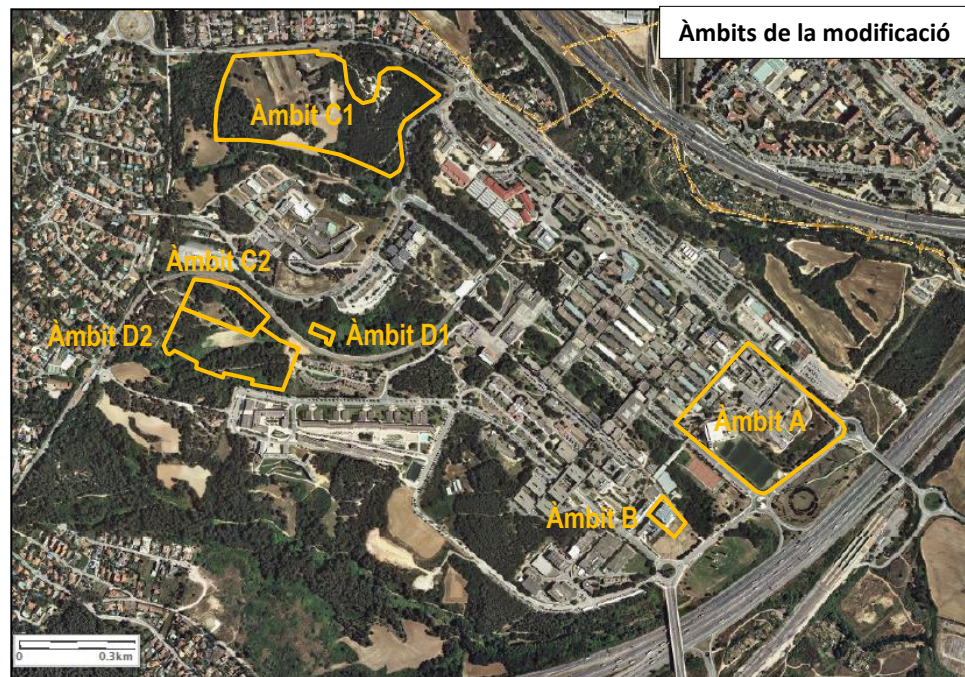 Àmbits de la modificació
Àmbit C1
Àmbit C2
Àmbit D2
Àmbit D1
Àmbit A
Àmbit B
0
0.3km